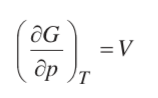 (∂G/∂p)_T = V